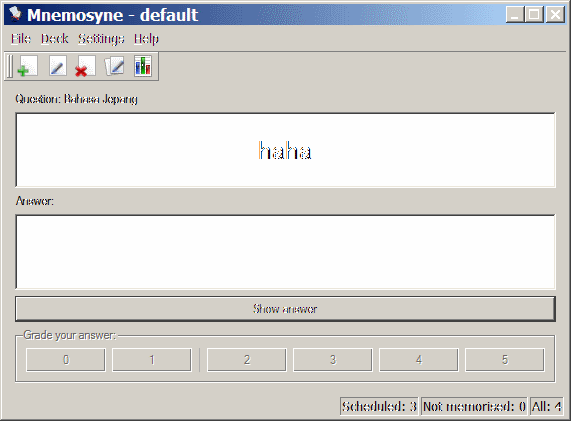 Mnemosyne - default
File Deck Settings Help
Question: Bahasa Jepang
haha
Answer:
Show answer
Grade your answer:
0 1 2 3 4 5
Scheduled: 3 Not memorised: 0 All: 4